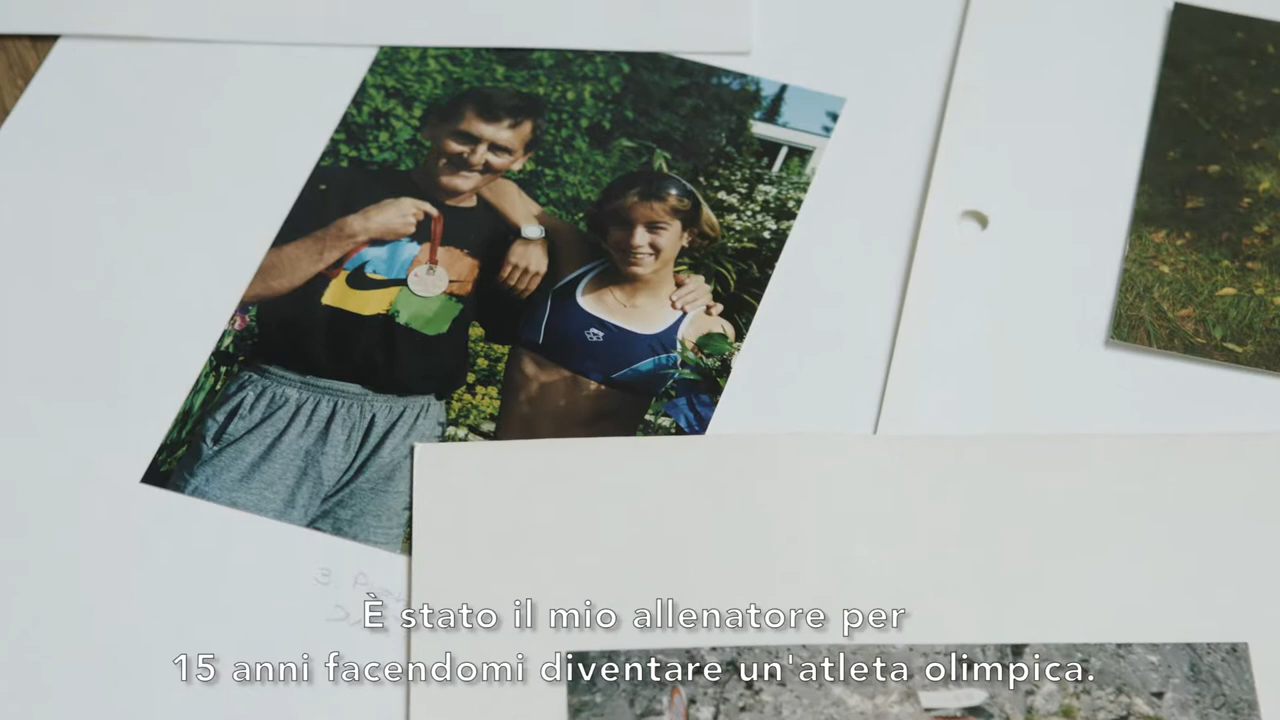 È stato il mio allenatore per
15 anni facendomi diventare un'atleta olimpica.